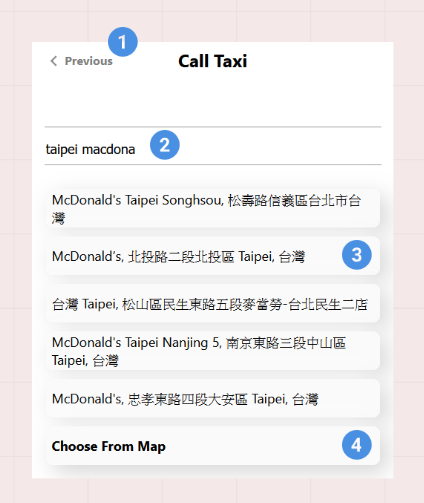 1
Previous
Call Taxi
taipei macdona
2
McDonald's Taipei Songhsou, 松壽路信義區台北市台
灣
McDonald's, 北投路二段北投區 Taipei, 台灣
3
台灣 Taipei, 松山區民生東路五段麥當勞-台北民生二店
McDonald's Taipei Nanjing 5, 南京東路三段中山區
Taipei, 台灣
McDonald's, 忠孝東路四段大安區 Taipei, 台灣
Choose From Map
4